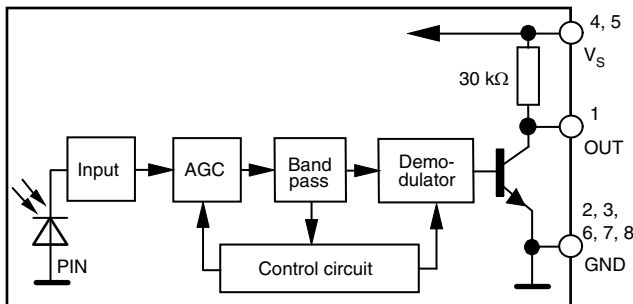 4, 5
V_S
30 kΩ
1
OUT
Input
AGC
Band
pass
Demo-
dulator
2, 3,
6, 7, 8
GND
PIN
Control circuit